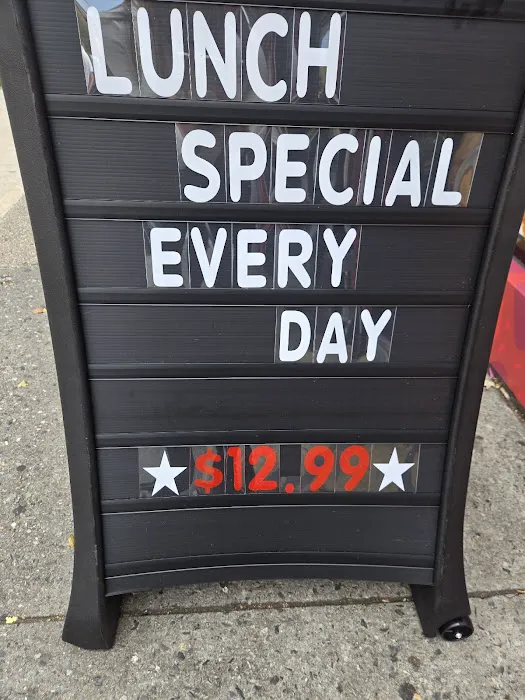 LUNCH
SPECIAL
EVERY
DAY
★$12.99★